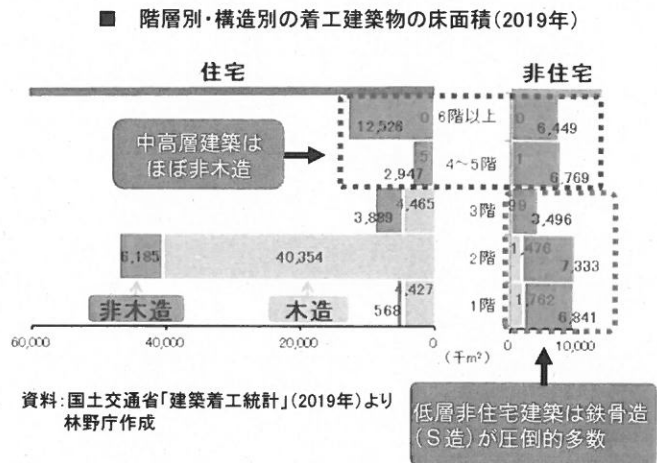 ■ 階層別・構造別の着工建築物の床面積(2019年)
住宅
非住宅
中高層建築は
ほぼ非木造
12,526
0
6階以上
0
6,449
2,947
5
4～5階
1
6,769
3,889
4,465
3階
99
3,496
6,185
40,354
2階
1,476
7,333
非木造
木造
568
4,427
1階
1,762
6,841
60,000
40,000
20,000
0
(千m²)
0
10,000
資料：国土交通省「建築着工統計」(2019年)より
林野庁作成
低層非住宅建築は鉄骨造
(S造)が圧倒的多数